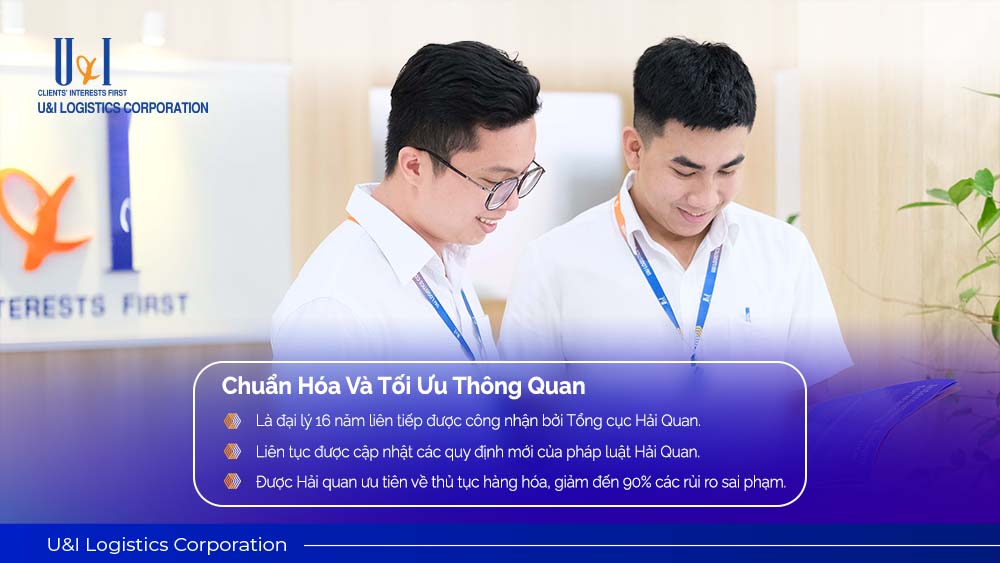 U&I
CLIENTS' INTERESTS FIRST
U&I LOGISTICS CORPORATION
&I
TERESTS FIRST
Chuẩn Hóa Và Tối Ưu Thông Quan
Là đại lý 16 năm liên tiếp được công nhận bởi Tổng cục Hải Quan.
Liên tục được cập nhật các quy định mới của pháp luật Hải Quan.
Được Hải quan ưu tiên về thủ tục hàng hóa, giảm đến 90% các rủi ro sai phạm.
U&I Logistics Corporation